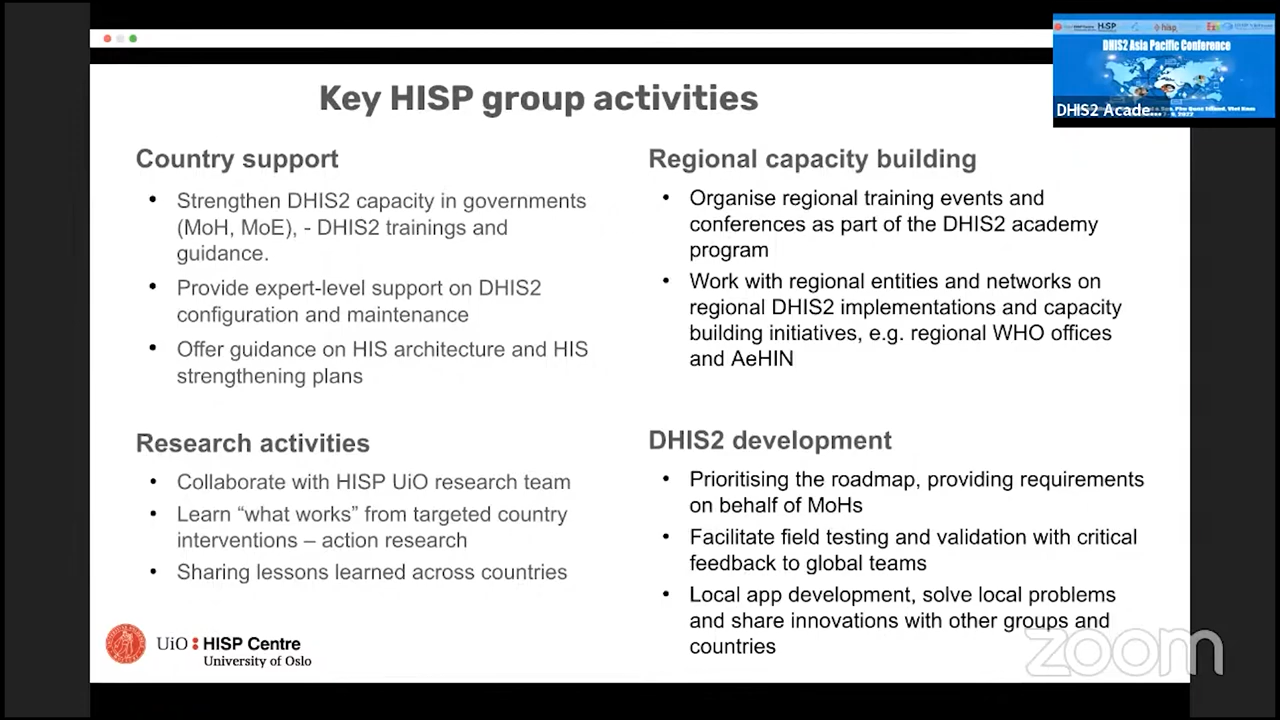 Key HISP group activities
Country support
• Strengthen DHIS2 capacity in governments
(MoH, MoE), - DHIS2 trainings and
guidance.
• Provide expert-level support on DHIS2
configuration and maintenance
• Offer guidance on HIS architecture and HIS
strengthening plans
Research activities
• Collaborate with HISP UiO research team
• Learn “what works” from targeted country
interventions – action research
• Sharing lessons learned across countries
Regional capacity building
• Organise regional training events and
conferences as part of the DHIS2 academy
program
• Work with regional entities and networks on
regional DHIS2 implementations and capacity
building initiatives, e.g. regional WHO offices
and AeHIN
DHIS2 development
• Prioritising the roadmap, providing requirements
on behalf of MoHs
• Facilitate field testing and validation with critical
feedback to global teams
• Local app development, solve local problems
and share innovations with other groups and
countries
UiO HISP Centre
University of Oslo
zoom
HISP
DHIS2 Asia Pacific Conference
DHIS2 Acade...